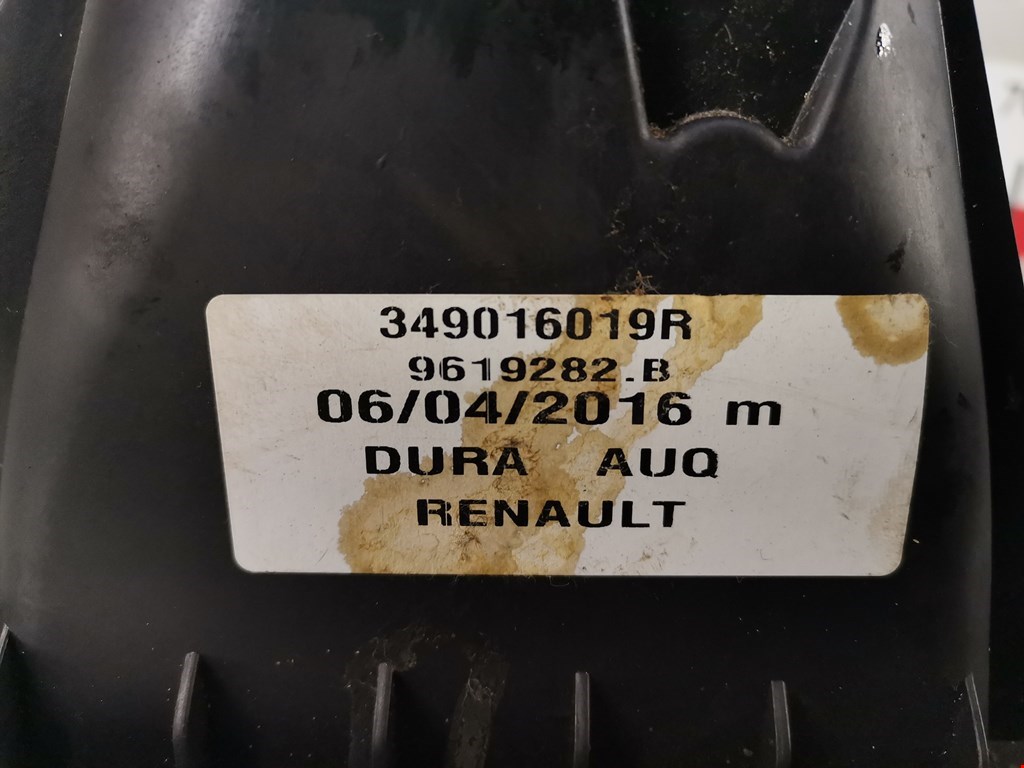 349016019R
9619282.B
06/04/2016 m
DURA AUQ
RENAULT